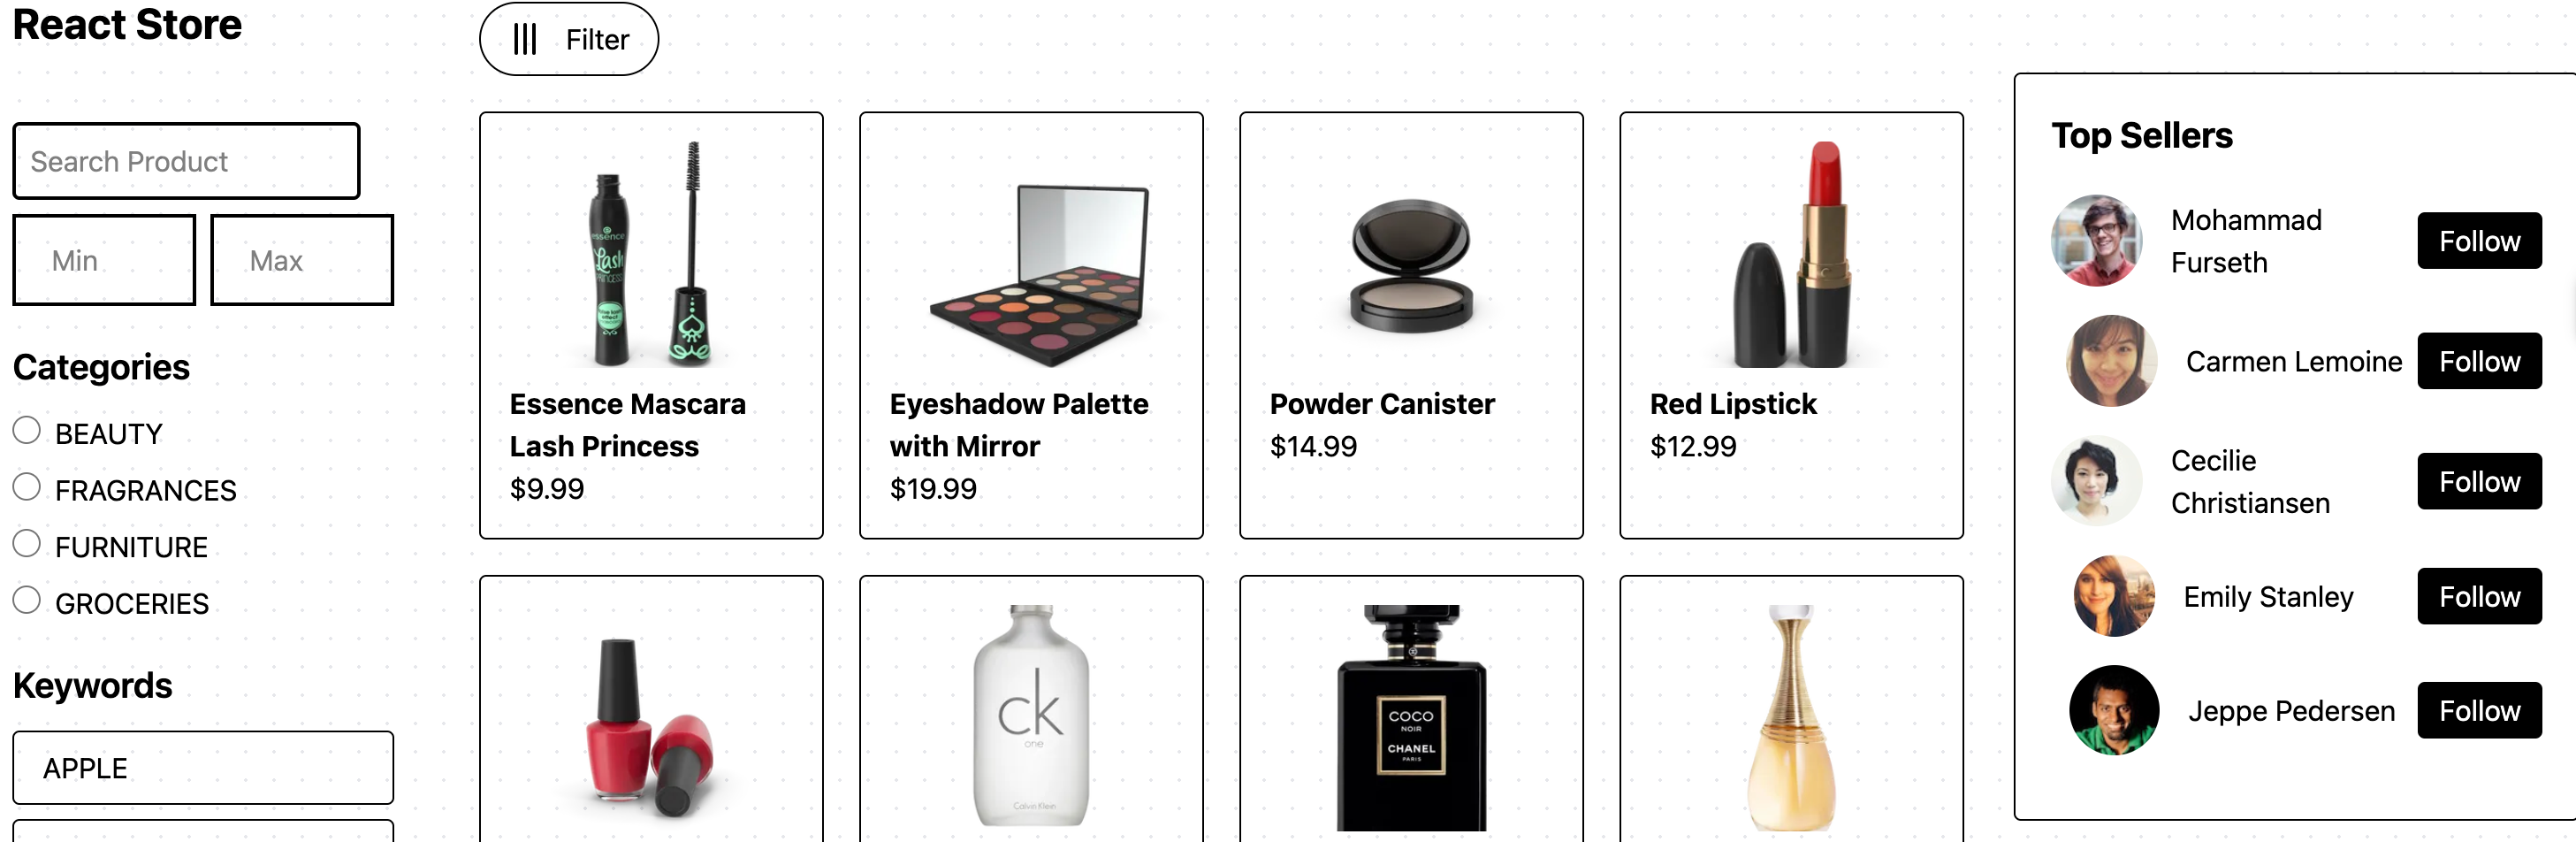 React Store
Search Product
Min
Max
Categories
BEAUTY
FRAGRANCES
FURNITURE
GROCERIES
Keywords
APPLE
Filter
essence
Lash
PRINCESS
Essence Mascara
Lash Princess
$9.99
Eyeshadow Palette
with Mirror
$19.99
Powder Canister
$14.99
Red Lipstick
$12.99
ck
one
Calvin Klein
COCO
NOIR
CHANEL
PARIS
Top Sellers
Mohammad
Furseth
Follow
Carmen Lemoine
Follow
Cecilie
Christiansen
Follow
Emily Stanley
Follow
Jeppe Pedersen
Follow